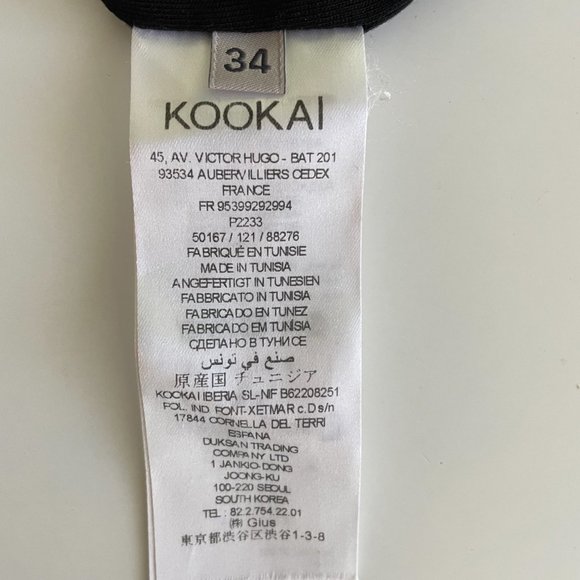 34
KOOKAI
45, AV. VICTOR HUGO - BAT 201
93534 AUBERVILLIERS CEDEX
FRANCE
FR 95399292994
P2233
50167 / 121 / 88276
FABRIQUÉ EN TUNISIE
MADE IN TUNISIA
ANGEFERTIGT IN TUNESIEN
FABBRICATO IN TUNISIA
FABRICADO EN TUNEZ
FABRICADO EM TUNÍSIA
СДЕЛАНО В ТУНИСЕ
صنع في تونس
原産国 チュニジア
KOOKAI IBERIA SL-NIF B62208251
POL. IND PONT-XETMAR c.D s/n
17844 CORNELLA DEL TERRI
ESPANA
DUKSAN TRADING
COMPANY LTD
1 JANKIO-DONG
JOONG-KU
100-220 SEOUL
SOUTH KOREA
TEL : 82.2.754.22.01
㈱ Gius
東京都渋谷区渋谷 1-3-8